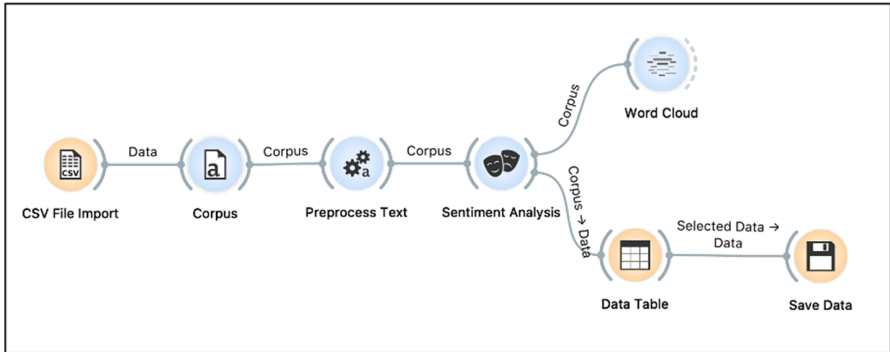 Corpus
Word Cloud
Data
Corpus
Corpus
csv
a
a
CSV File Import
Corpus
Preprocess Text
Sentiment Analysis
Corpus → Data
Selected Data →
Data
Data Table
Save Data